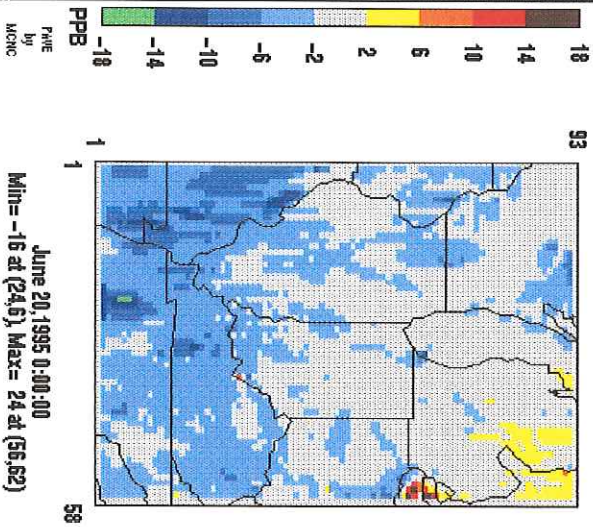 18
14
10
6
2
-2
-6
-10
-14
-18
PPB
PAVE
by
MCNC
93
1
1
58
June 20,1995 0:00:00
Min= -16 at (24,6), Max= 24 at (56,62)